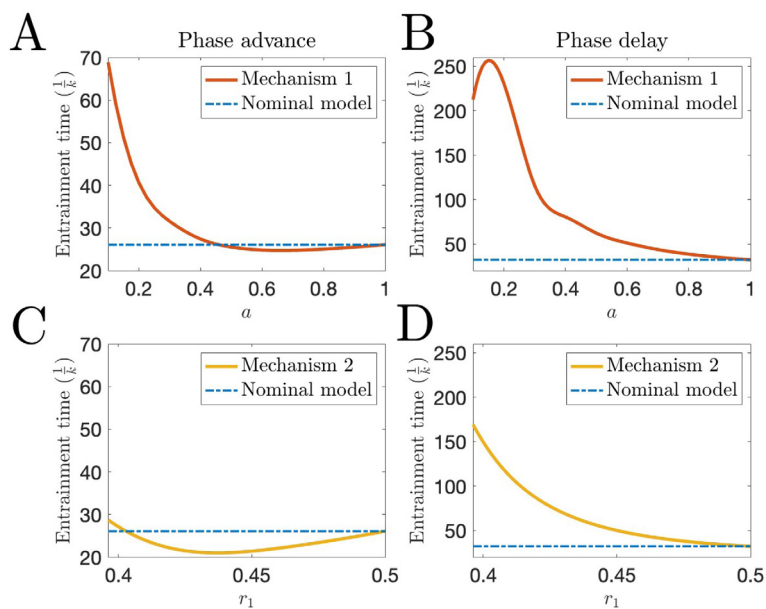 A
Phase advance
70
60
50
40
30
20
Entrainment time (1/k)
Mechanism 1
Nominal model
0.2 0.4 0.6 0.8 1
a
B
Phase delay
250
200
150
100
50
Entrainment time (1/k)
Mechanism 1
Nominal model
0.2 0.4 0.6 0.8 1
a
C
70
60
50
40
30
20
Entrainment time (1/k)
Mechanism 2
Nominal model
0.4 0.45 0.5
r₁
D
250
200
150
100
50
Entrainment time (1/k)
Mechanism 2
Nominal model
0.4 0.45 0.5
r₁